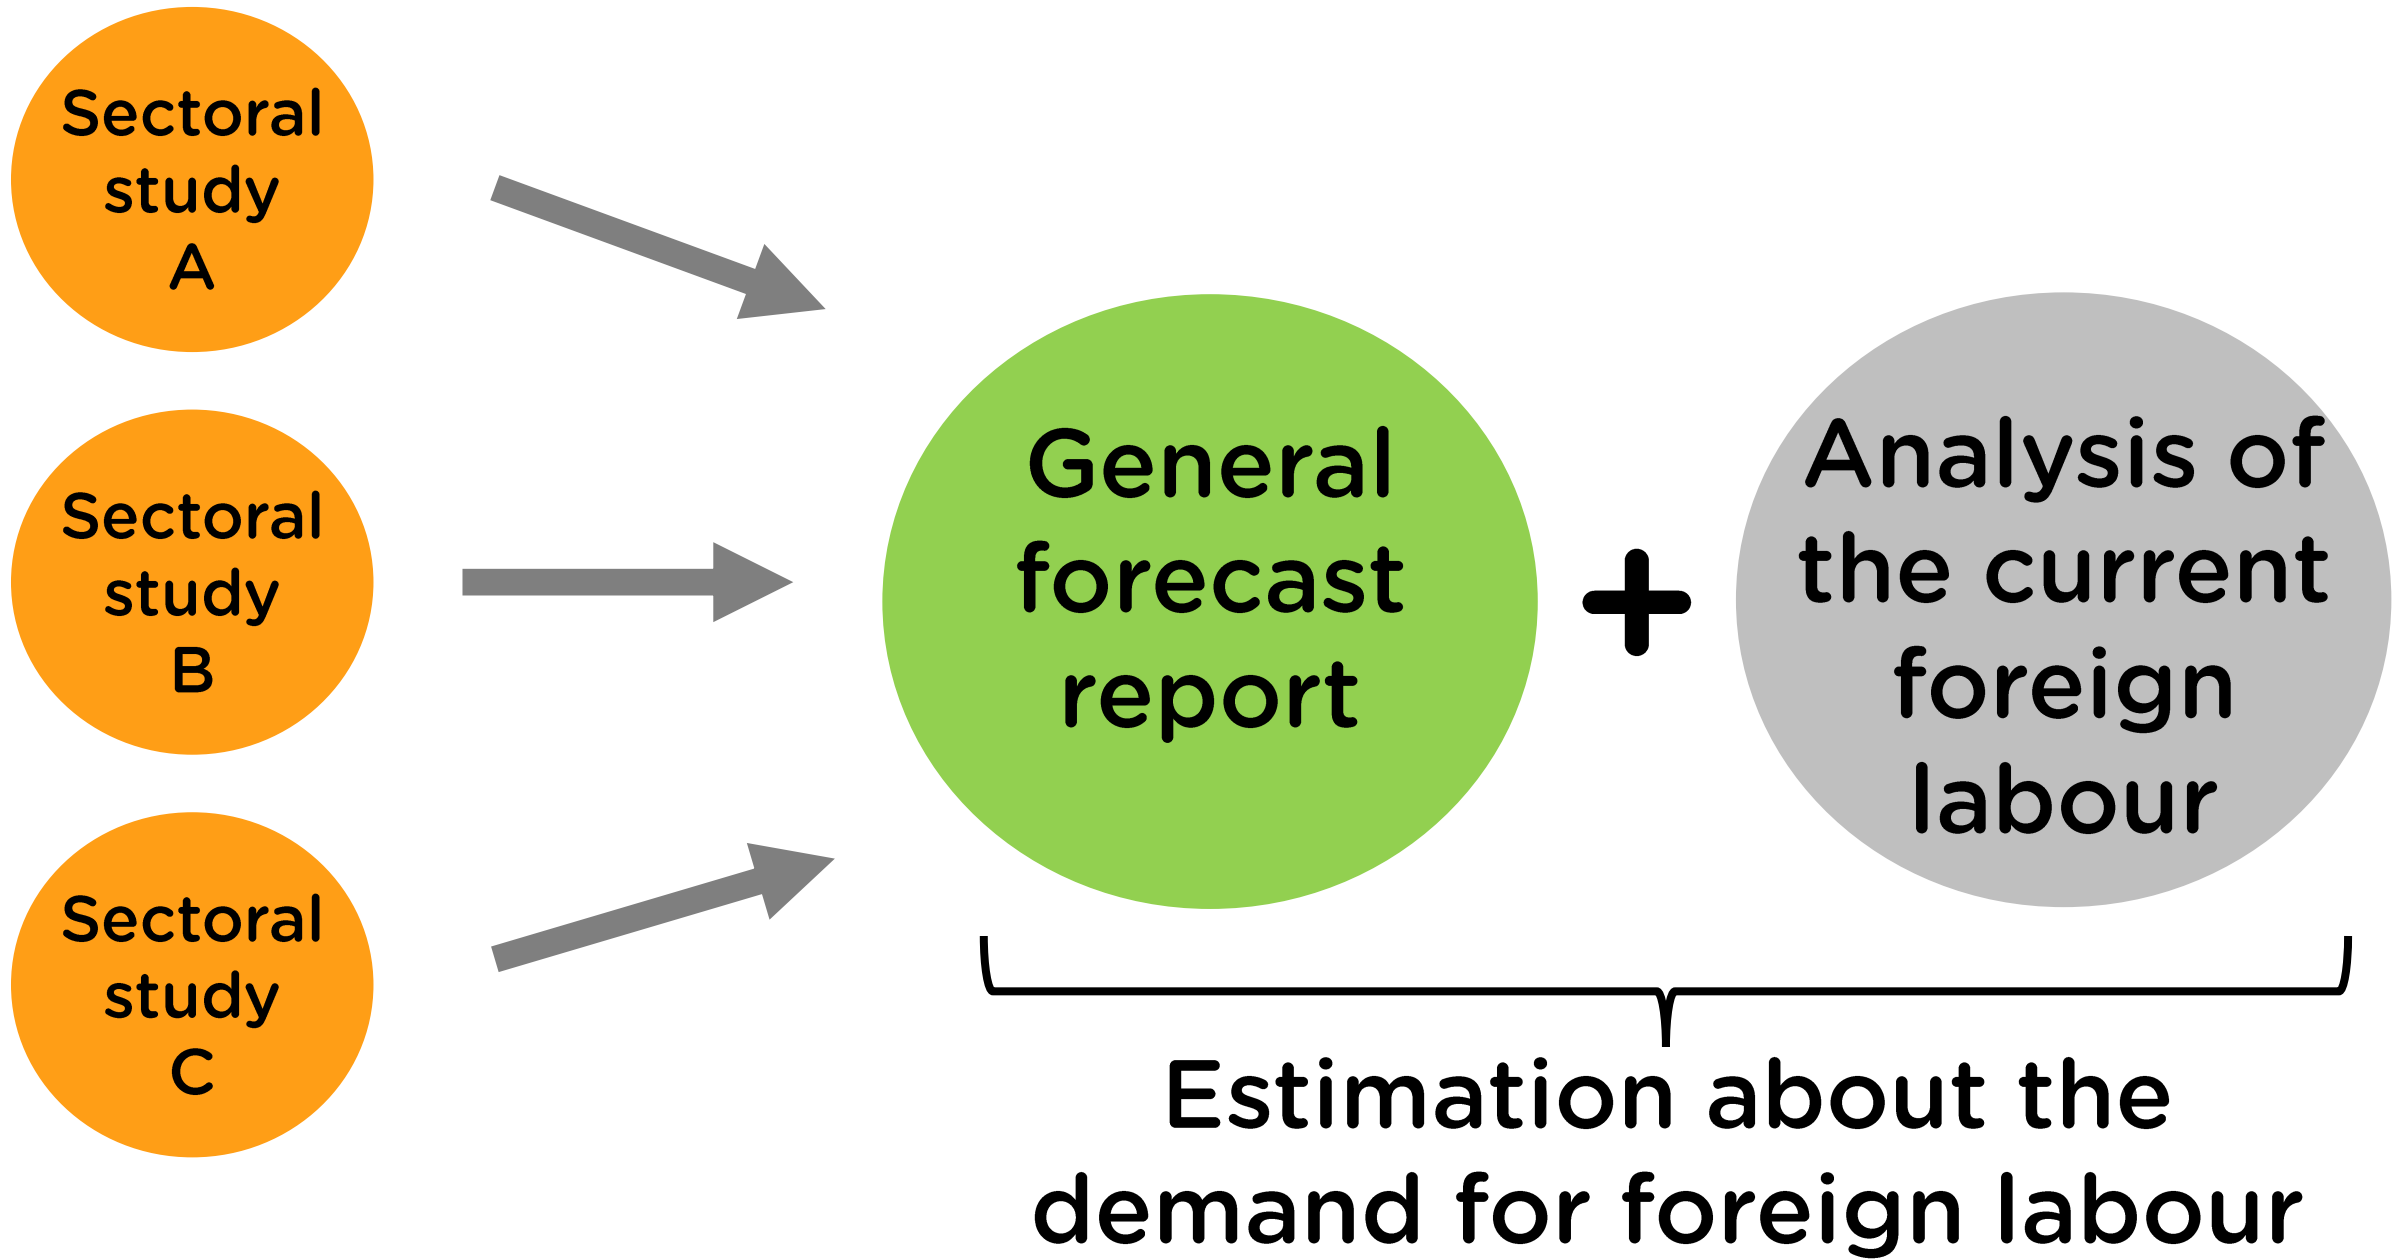 Sectoral
study
A
Sectoral
study
B
Sectoral
study
C
General
forecast
report
+
Analysis of
the current
foreign
labour
Estimation about the
demand for foreign labour